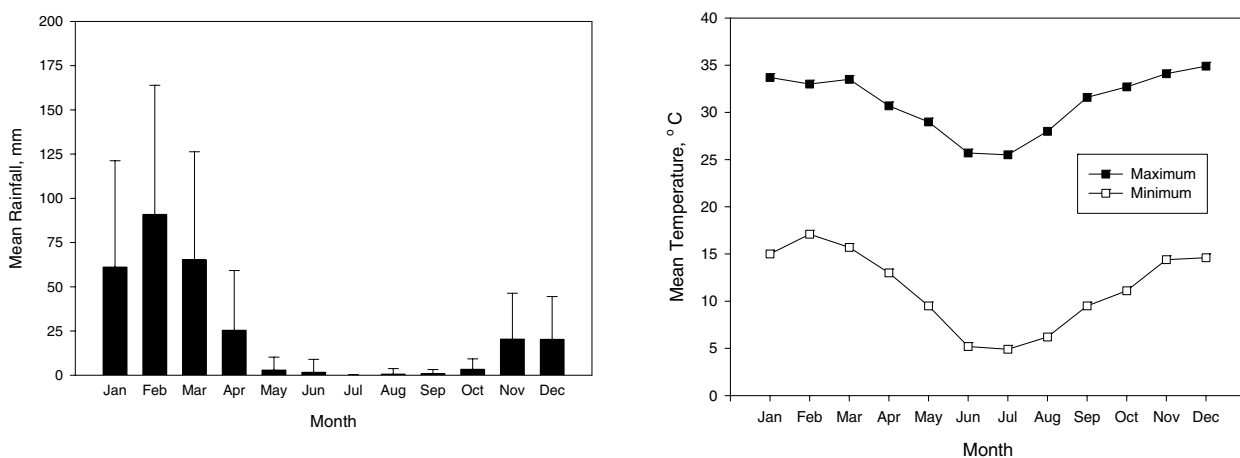 Mean Rainfall, mm
200
175
150
125
100
75
50
25
0
Jan Feb Mar Apr May Jun Jul Aug Sep Oct Nov Dec
Month
Mean Temperature, ° C
40
35
30
25
20
15
10
5
0
Maximum
Minimum
Jan Feb Mar Apr May Jun Jul Aug Sep Oct Nov Dec
Month